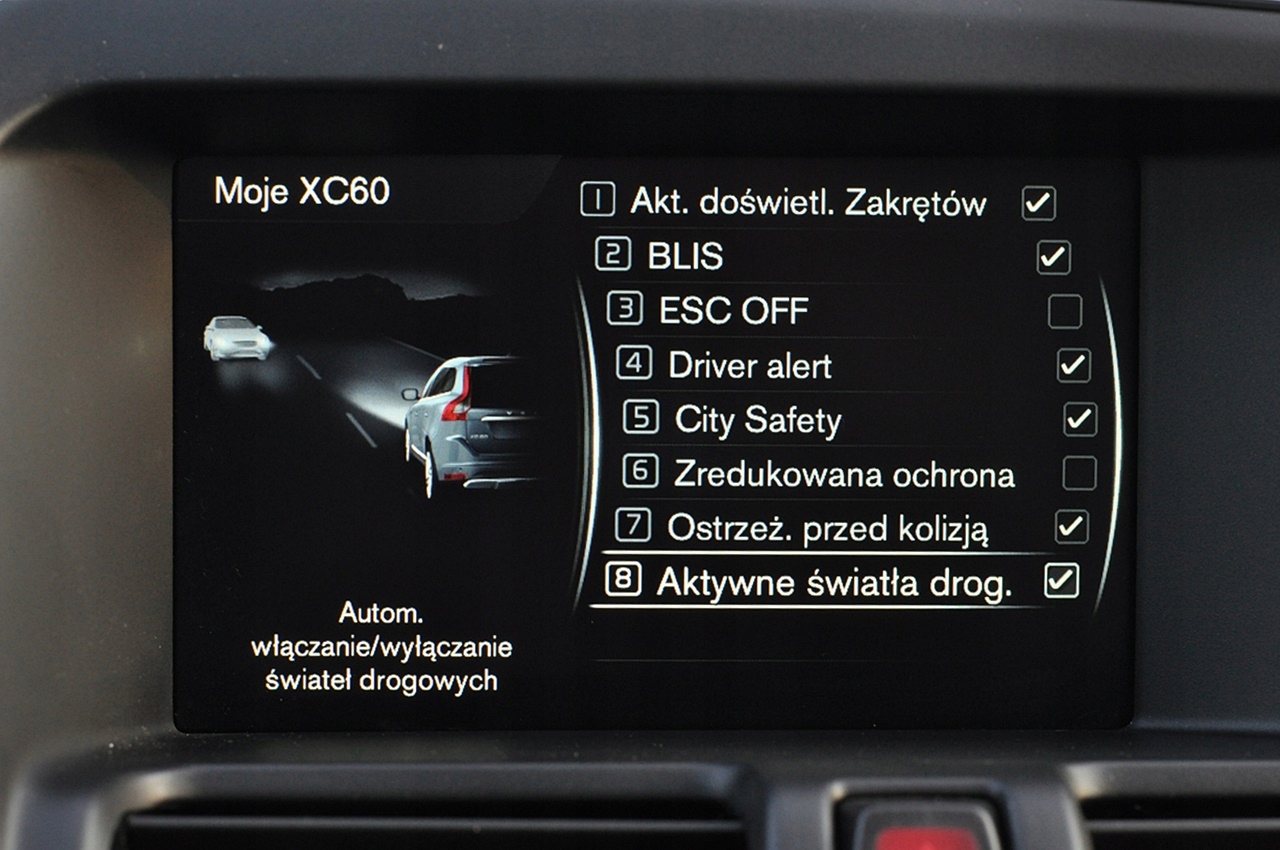 Moje XC60
1 Akt. doświetl. Zakrętów
2 BLIS
3 ESC OFF
4 Driver alert
5 City Safety
6 Zredukowana ochrona
7 Ostrzeż. przed kolizją
8 Aktywne światła drog.
Autom.
włączanie/wyłączanie
świateł drogowych